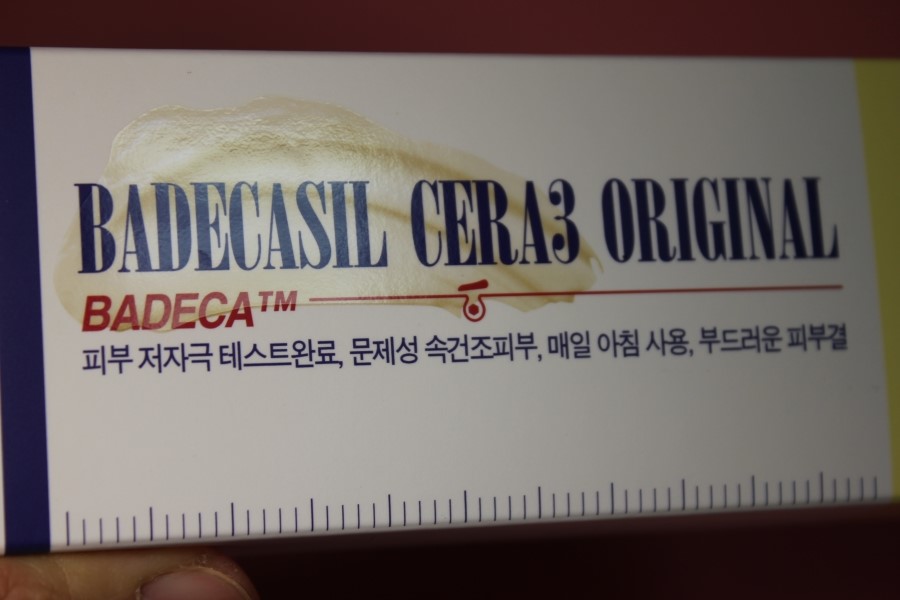 BADECASIL CERA3 ORIGINAL
BADECA™
피부 저자극 테스트완료, 문제성 속건조피부, 매일 아침 사용, 부드러운 피부결